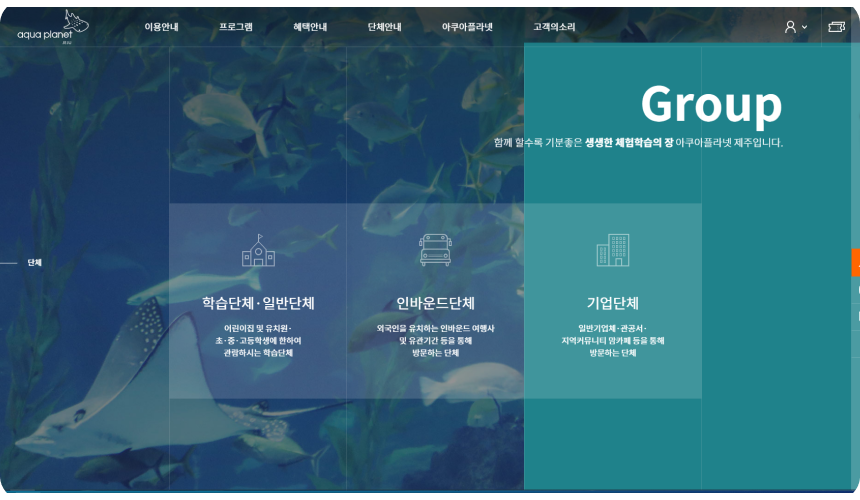 aqua planet
제주
이용안내
프로그램
혜택안내
단체안내
아쿠아플라넷
고객의소리
Group
함께 할수록 기분좋은 생생한 체험학습의 장 아쿠아플라넷 제주입니다.
단체
학습단체·일반단체
어린이집 및 유치원·
초·중·고등학생에 한하여
관람하시는 학습단체
인바운드단체
외국인을 유치하는 인바운드 여행사
및 유관기간 등을 통해
방문하는 단체
기업단체
일반기업체·관공서·
지역커뮤니티 맘카페 등을 통해
방문하는 단체